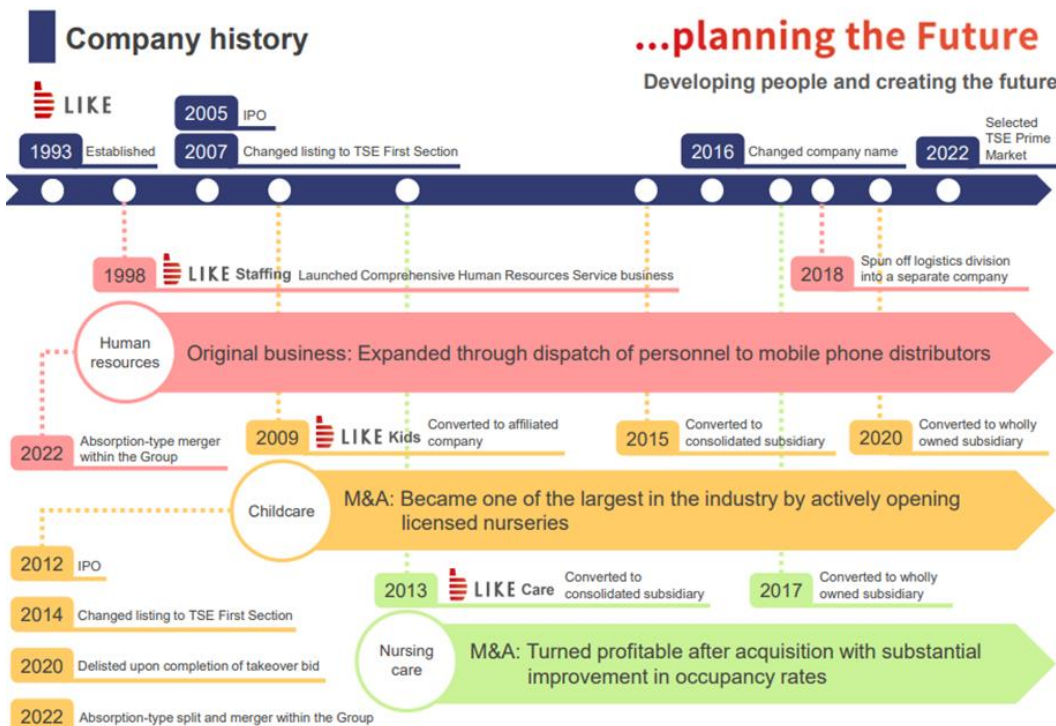 Company history
...planning the Future
Developing people and creating the future
LIKE
1993 Established
2005 IPO
2007 Changed listing to TSE First Section
2016 Changed company name
2022 Selected
TSE Prime
Market
1998 LIKE Staffing Launched Comprehensive Human Resources Service business
2018 Spun off logistics division
into a separate company
Human
resources
Original business: Expanded through dispatch of personnel to mobile phone distributors
2022 Absorption-type merger
within the Group
2009 LIKE Kids Converted to affiliated
company
2015 Converted to
consolidated subsidiary
2020 Converted to wholly
owned subsidiary
Childcare
M&A: Became one of the largest in the industry by actively opening
licensed nurseries
2012 IPO
2014 Changed listing to TSE First Section
2020 Delisted upon completion of takeover bid
2022 Absorption-type split and merger within the Group
2013 LIKE Care Converted to
consolidated subsidiary
2017 Converted to wholly
owned subsidiary
Nursing
care
M&A: Turned profitable after acquisition with substantial
improvement in occupancy rates